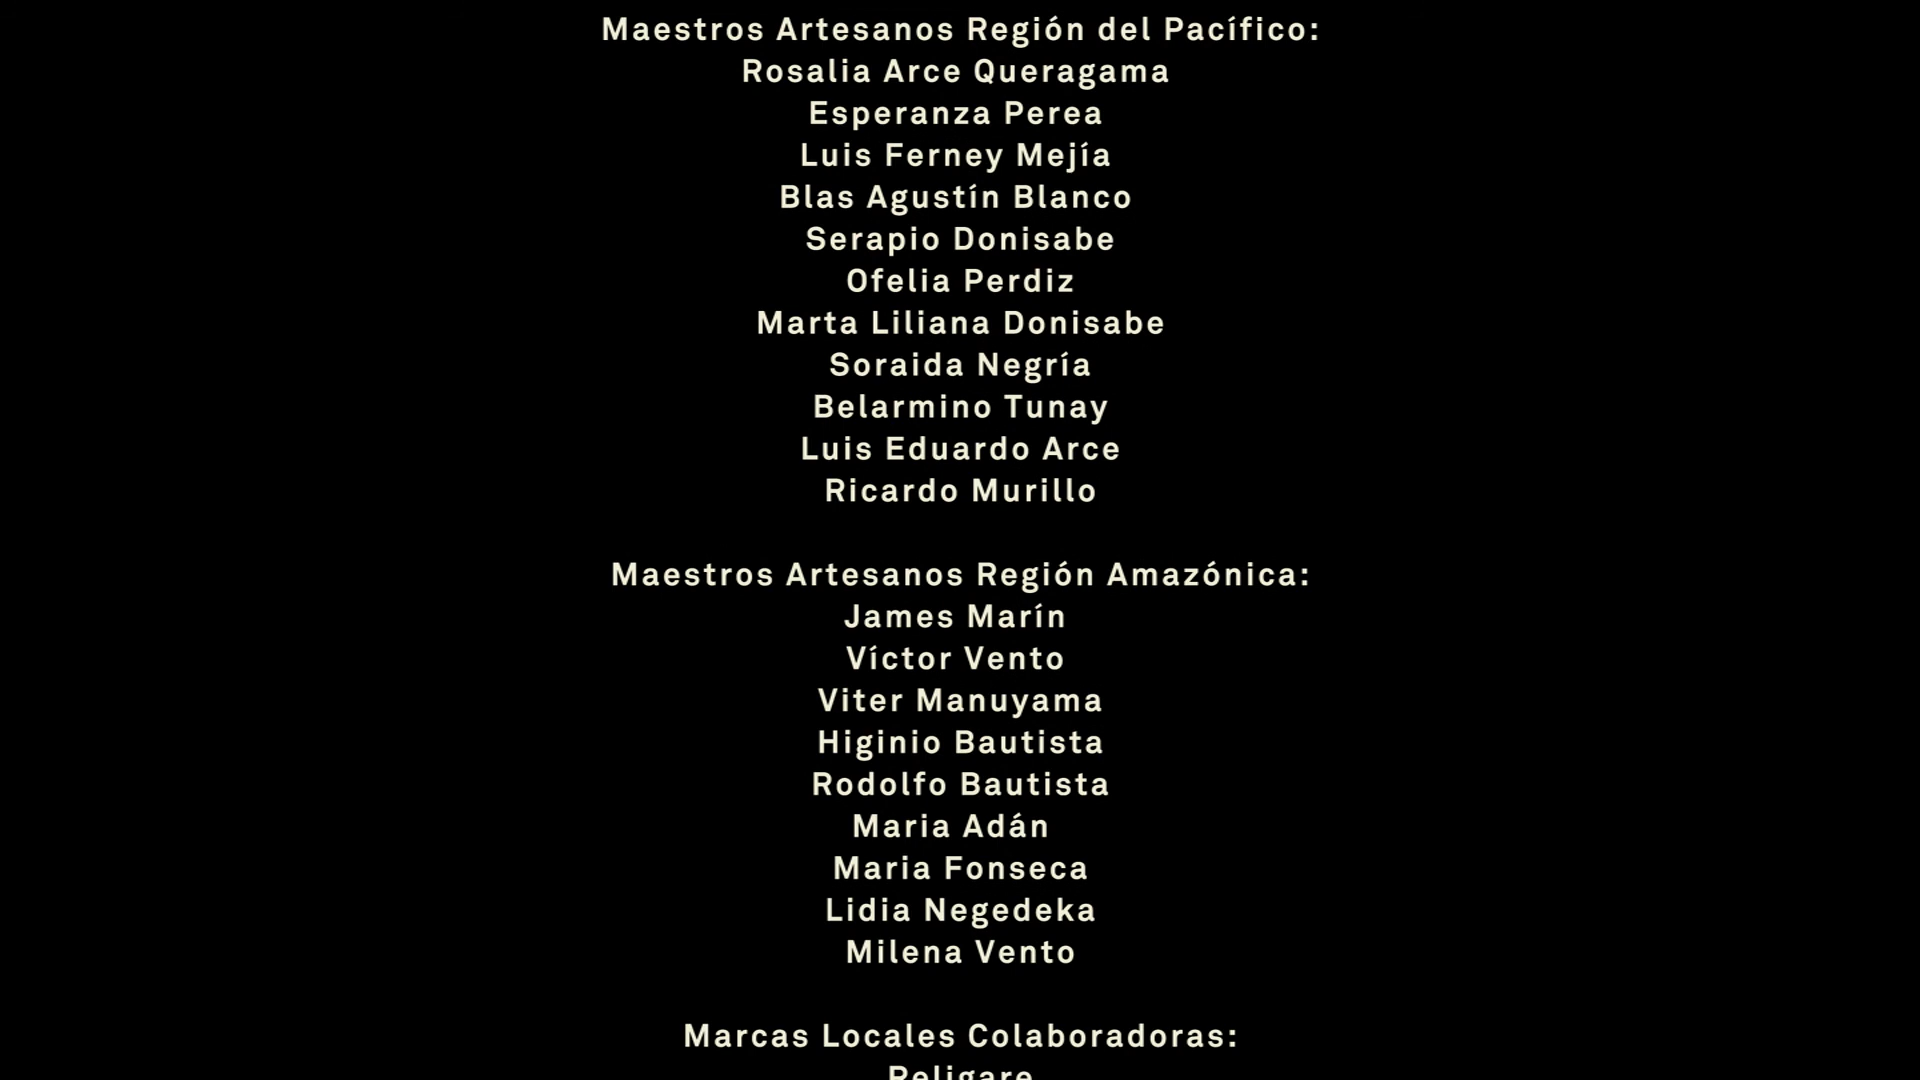 Maestros Artesanos Región del Pacífico:
Rosalia Arce Queragama
Esperanza Perea
Luis Ferney Mejía
Blas Agustín Blanco
Serapio Donisabe
Ofelia Perdiz
Marta Liliana Donisabe
Soraida Negría
Belarmino Tunay
Luis Eduardo Arce
Ricardo Murillo
Maestros Artesanos Región Amazónica:
James Marín
Víctor Vento
Viter Manuyama
Higinio Bautista
Rodolfo Bautista
Maria Adán
Maria Fonseca
Lidia Negedeka
Milena Vento
Marcas Locales Colaboradoras: